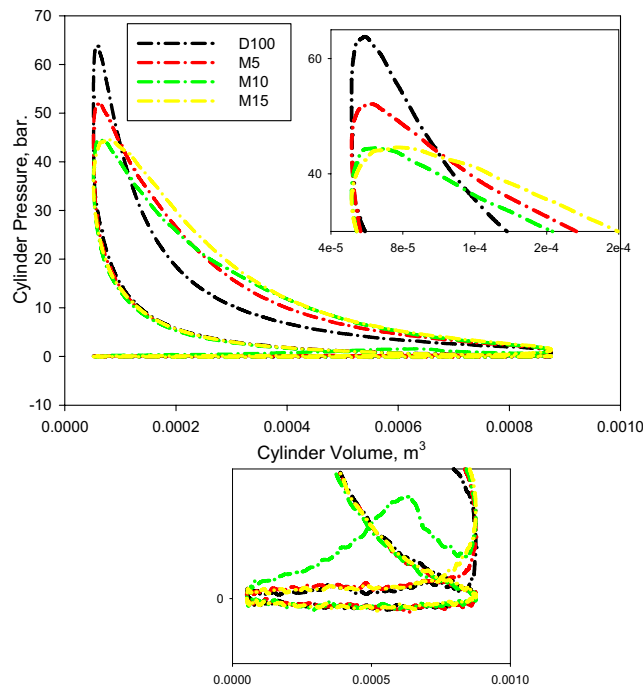 70
60
50
40
30
20
10
0
-10
Cylinder Pressure, bar.
D100
M5
M10
M15
60
40
4e-5 8e-5 1e-4 2e-4 2e-4
0.0000 0.0002 0.0004 0.0006 0.0008 0.0010
Cylinder Volume, m³
0
0.0000 0.0005 0.0010